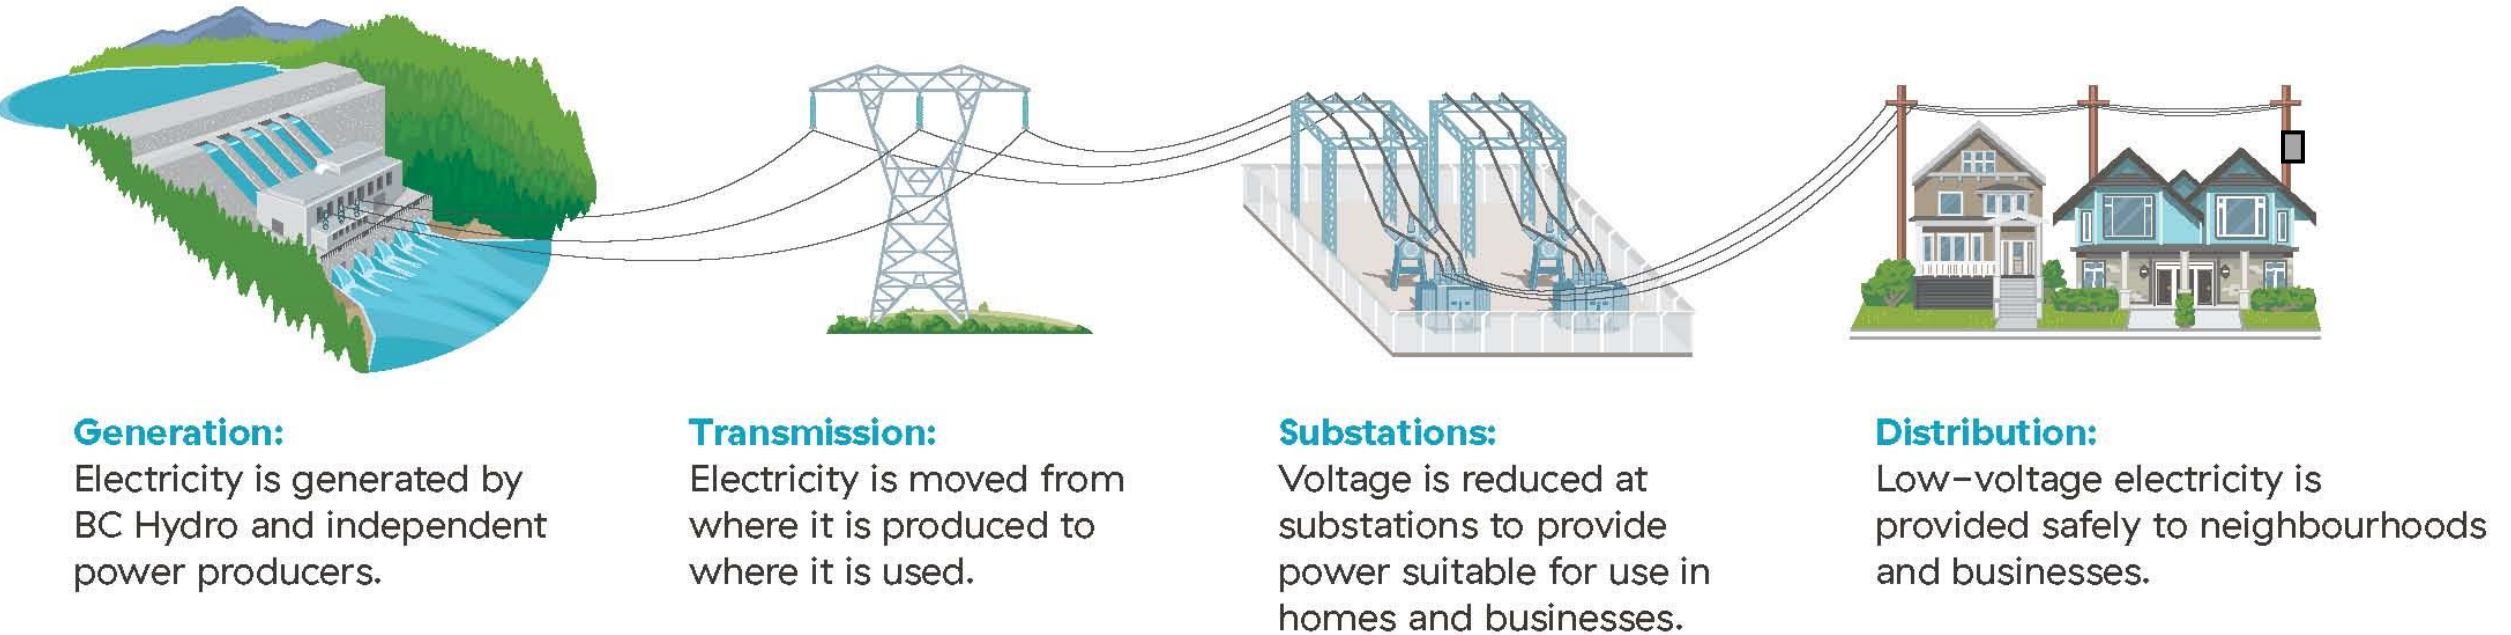 Generation:
Electricity is generated by
BC Hydro and independent
power producers.
Transmission:
Electricity is moved from
where it is produced to
where it is used.
Substations:
Voltage is reduced at
substations to provide
power suitable for use in
homes and businesses.
Distribution:
Low-voltage electricity is
provided safely to neighbourhoods
and businesses.